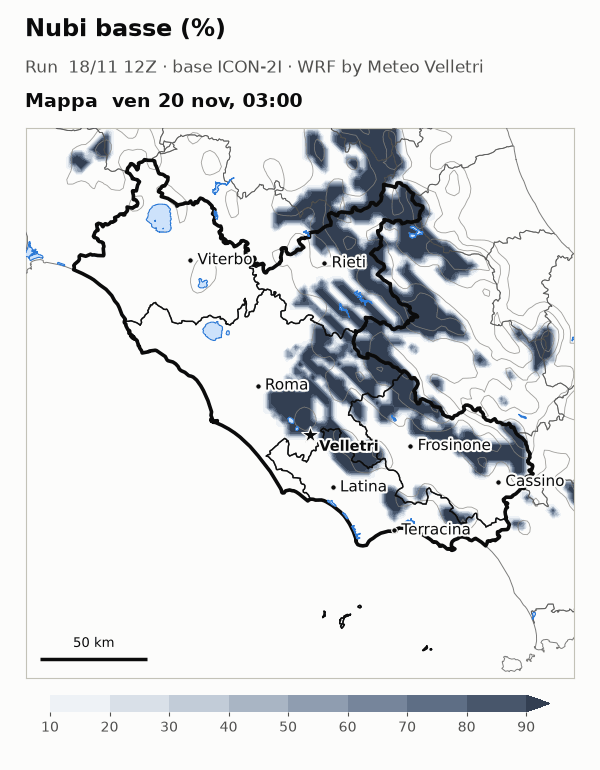 Nubi basse (%)
Run  18/11 12Z · base ICON-2I · WRF by Meteo Velletri
Mappa  ven 20 nov, 03:00
Viterbo
Rieti
Roma
Velletri
Frosinone
Latina
Cassino
Terracina
50 km
10 20 30 40 50 60 70 80 90